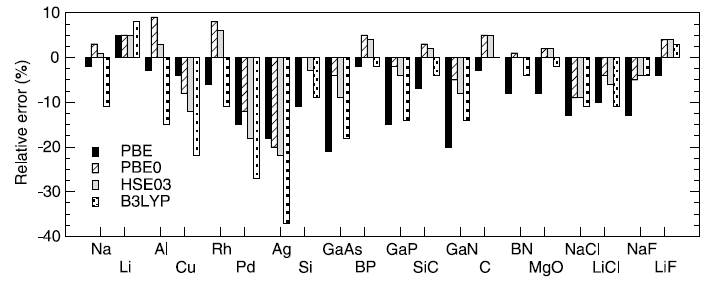 Relative error (%)
10
0
-10
-20
-30
-40
PBE
PBE0
HSE03
B3LYP
Na Al Rh Ag GaAs GaP GaN BN NaCl NaF
Li Cu Pd Si BP SiC C MgO LiCl LiF